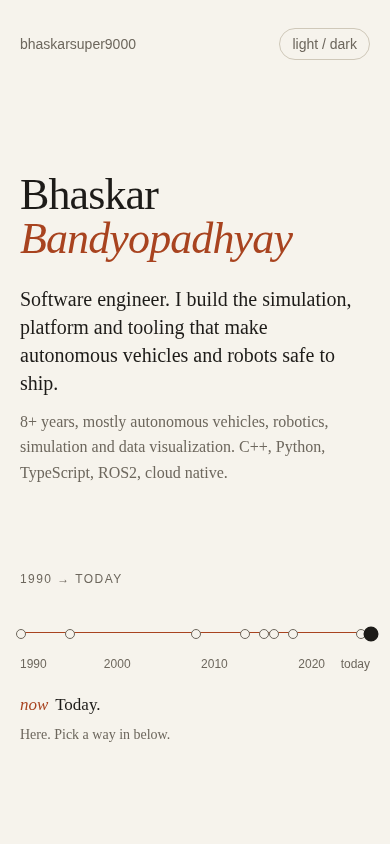 bhaskarsuper9000
light / dark
Bhaskar
Bandyopadhyay
Software engineer. I build the simulation,
platform and tooling that make
autonomous vehicles and robots safe to
ship.
8+ years, mostly autonomous vehicles, robotics,
simulation and data visualization. C++, Python,
TypeScript, ROS2, cloud native.
1990 → TODAY
1990 2000 2010 2020 today
now Today.
Here. Pick a way in below.